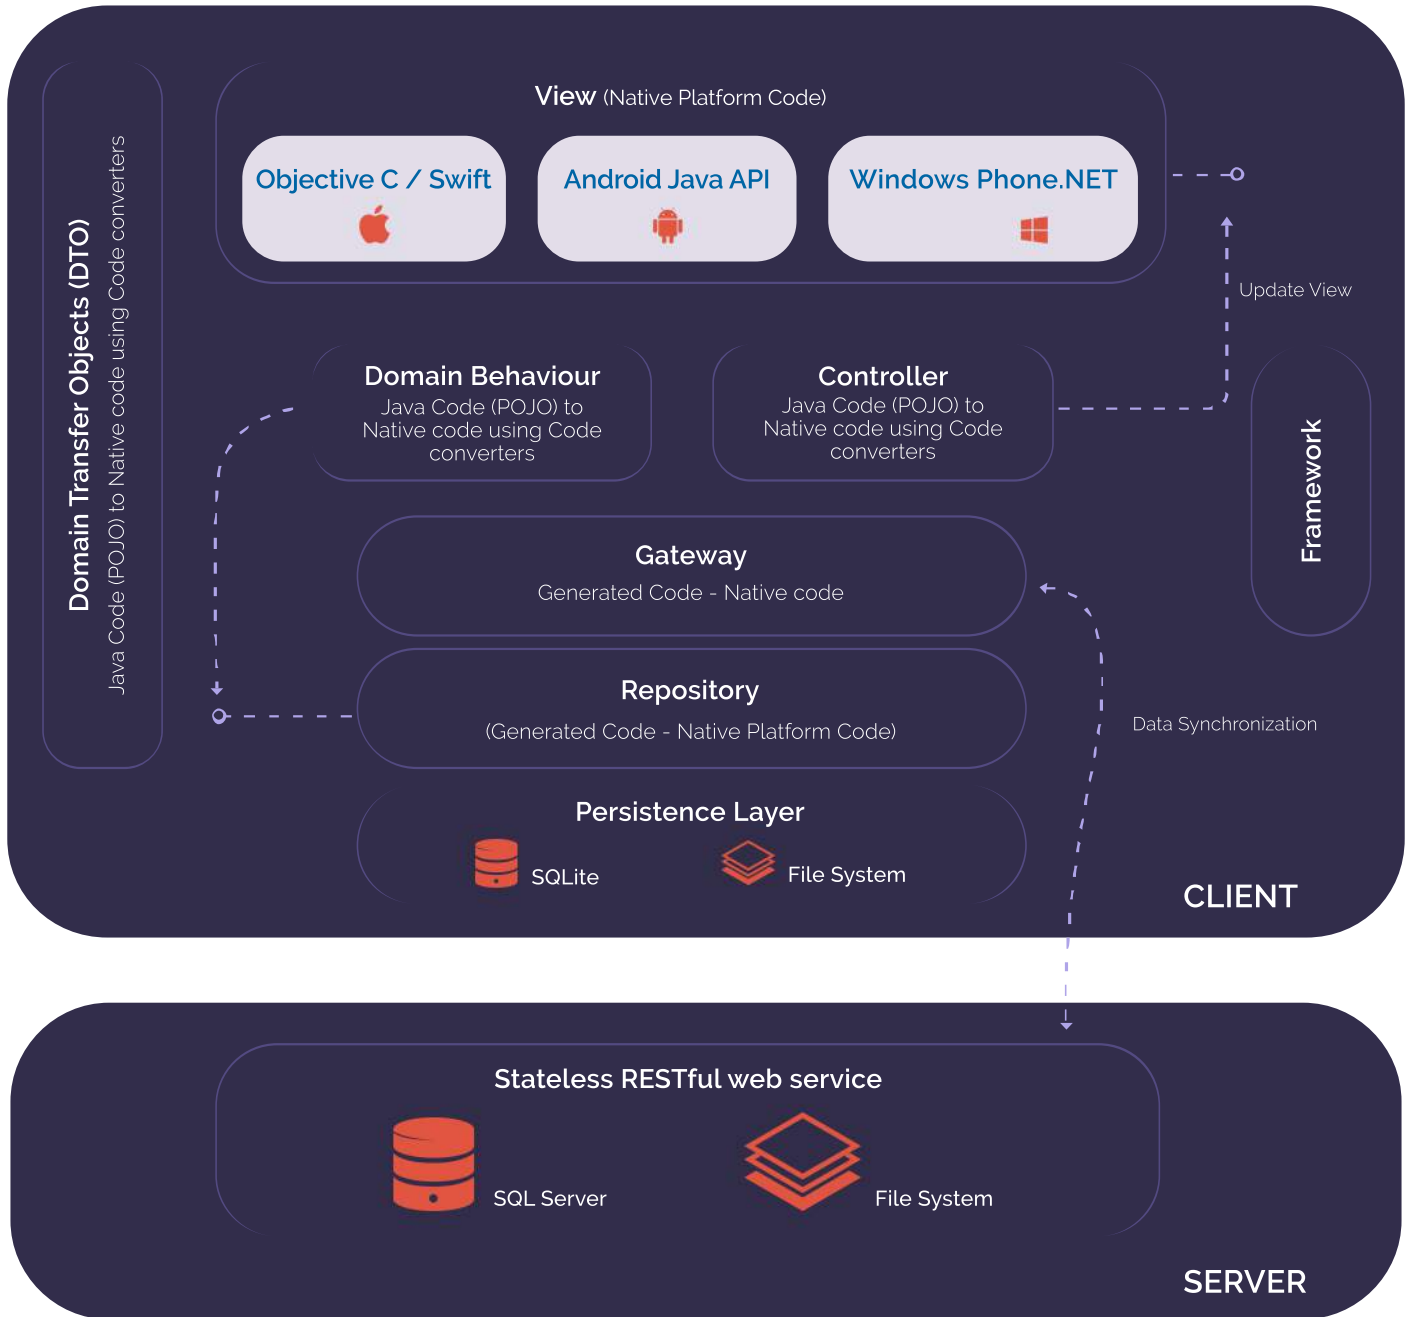 Domain Transfer Objects (DTO)
Java Code (POJO) to Native code using Code converters
View (Native Platform Code)
Objective C / Swift
Android Java API
Windows Phone.NET
Update View
Domain Behaviour
Java Code (POJO) to
Native code using Code
converters
Controller
Java Code (POJO) to
Native code using Code
converters
Framework
Gateway
Generated Code - Native code
Repository
(Generated Code - Native Platform Code)
Data Synchronization
Persistence Layer
SQLite
File System
CLIENT
Stateless RESTful web service
SQL Server
File System
SERVER